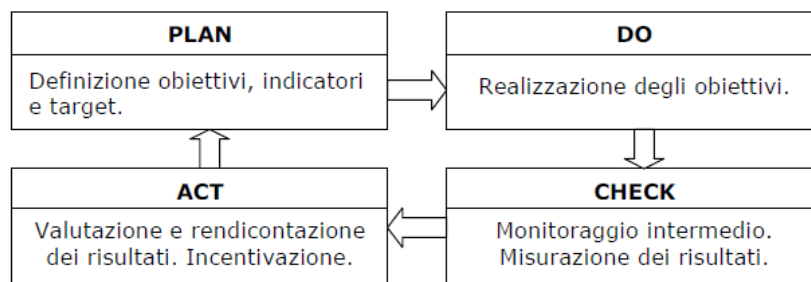 PLAN
Definizione obiettivi, indicatori
e target.
DO
Realizzazione degli obiettivi.
ACT
Valutazione e rendicontazione
dei risultati. Incentivazione.
CHECK
Monitoraggio intermedio.
Misurazione dei risultati.